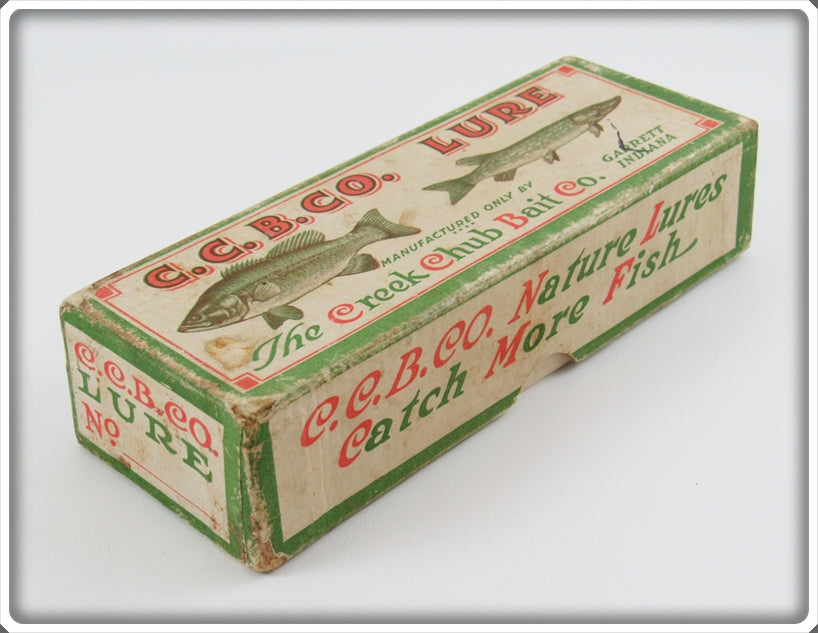 C.C.B.CO. LURE
MANUFACTURED ONLY BY
The Creek Chub Bait Co.
GARRETT
INDIANA
C.C.B.CO. Nature Lures
Catch More Fish
C.C.B.CO.
LURE
No